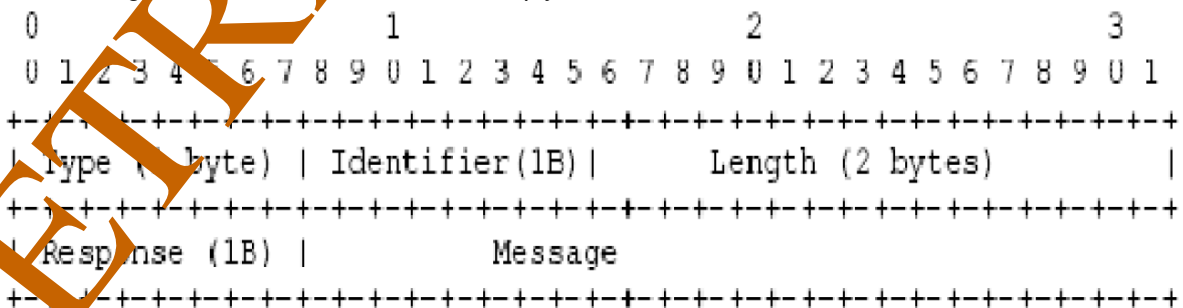 0 1 2 3
0 1 2 3 4 5 6 7 8 9 0 1 2 3 4 5 6 7 8 9 0 1 2 3 4 5 6 7 8 9 0 1
+-+-+-+-+-+-+-+-+-+-+-+-+-+-+-+-+-+-+-+-+-+-+-+-+-+-+-+-+-+-+-+-+
| Type (1 byte) | Identifier(1B)| Length (2 bytes) |
+-+-+-+-+-+-+-+-+-+-+-+-+-+-+-+-+-+-+-+-+-+-+-+-+-+-+-+-+-+-+-+-+
| Response (1B) | Message
+-+-+-+-+-+-+-+-+-+-+-+-+-+-+-+-+-+-+-+-+-+-+-+-+-+-+-+-+-+-+-+-+
ETR